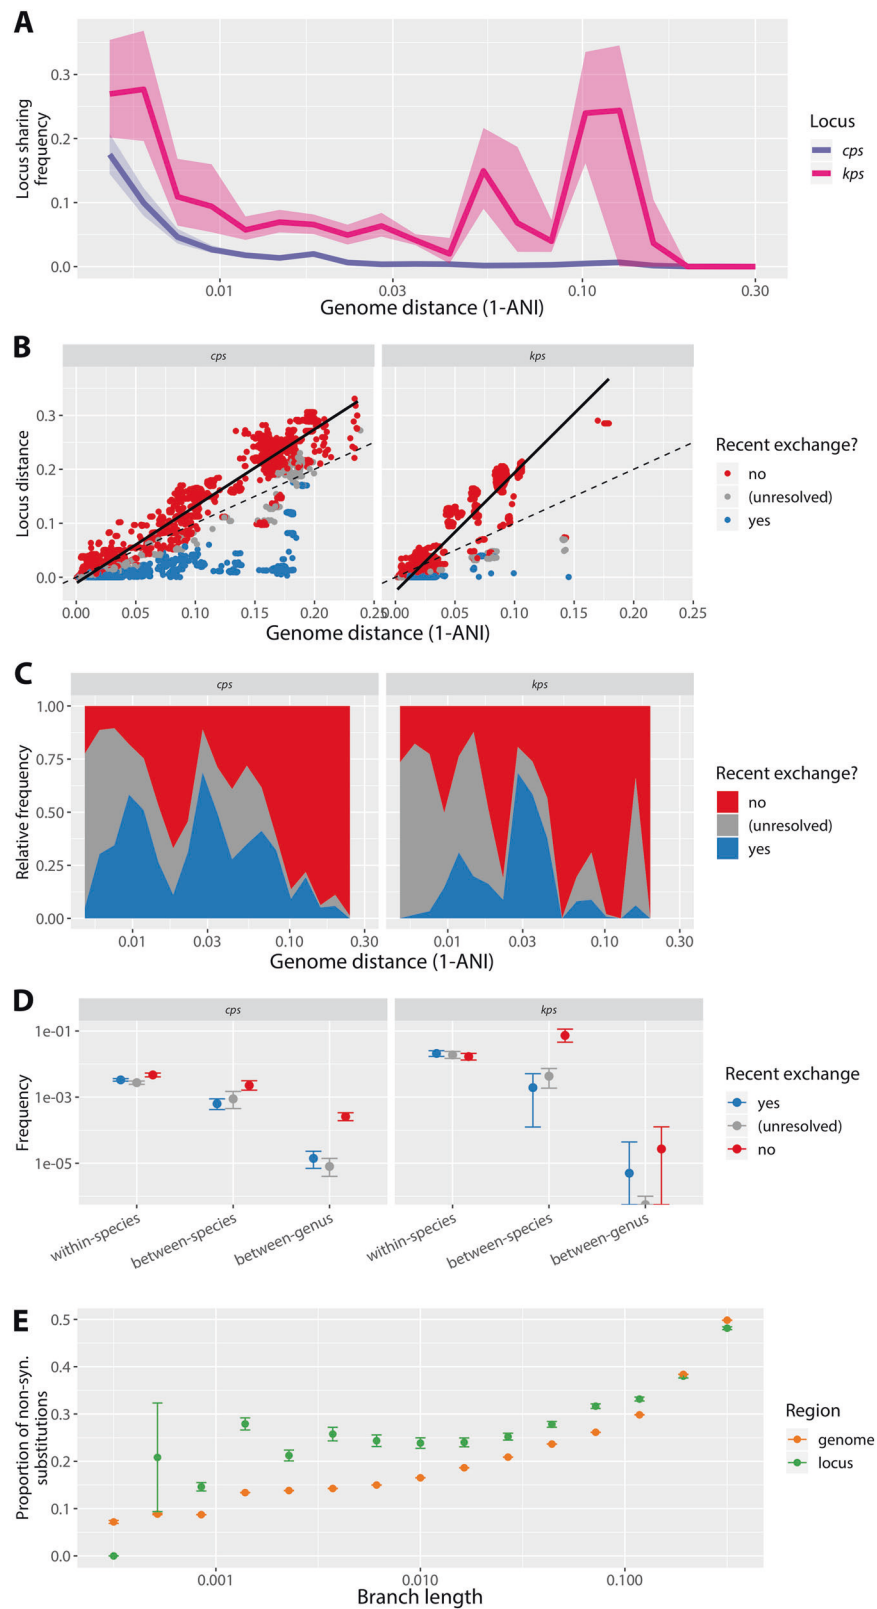 A
Locus sharing
frequency
0.3
0.2
0.1
0.0
0.01 0.03 0.10 0.30
Genome distance (1-ANI)
Locus
cps
kps
B
cps kps
Locus distance
0.3
0.2
0.1
0.0
0.00 0.05 0.10 0.15 0.20 0.25 0.00 0.05 0.10 0.15 0.20 0.25
Genome distance (1-ANI)
Recent exchange?
no
(unresolved)
yes
C
cps kps
Relative frequency
1.00
0.75
0.50
0.25
0.00
0.01 0.03 0.10 0.30 0.01 0.03 0.10 0.30
Genome distance (1-ANI)
Recent exchange?
no
(unresolved)
yes
D
cps kps
Frequency
1e-01
1e-03
1e-05
within-species between-species between-genus within-species between-species between-genus
Recent exchange
yes
(unresolved)
no
E
Proportion of non-syn.
substitutions
0.5
0.4
0.3
0.2
0.1
0.0
0.001 0.010 0.100
Branch length
Region
genome
locus